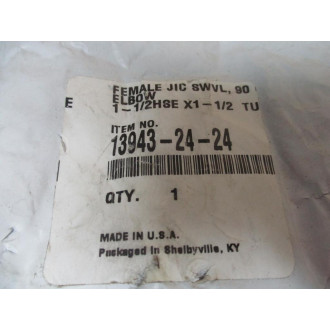 FEMALE JIC SWVL, 90
ELBOW
E 1-1/2HSE X1-1/2 TU
ITEM NO.
13943-24-24
QTY. 1
MADE IN U.S.A.
Packaged in Shelbyville, KY